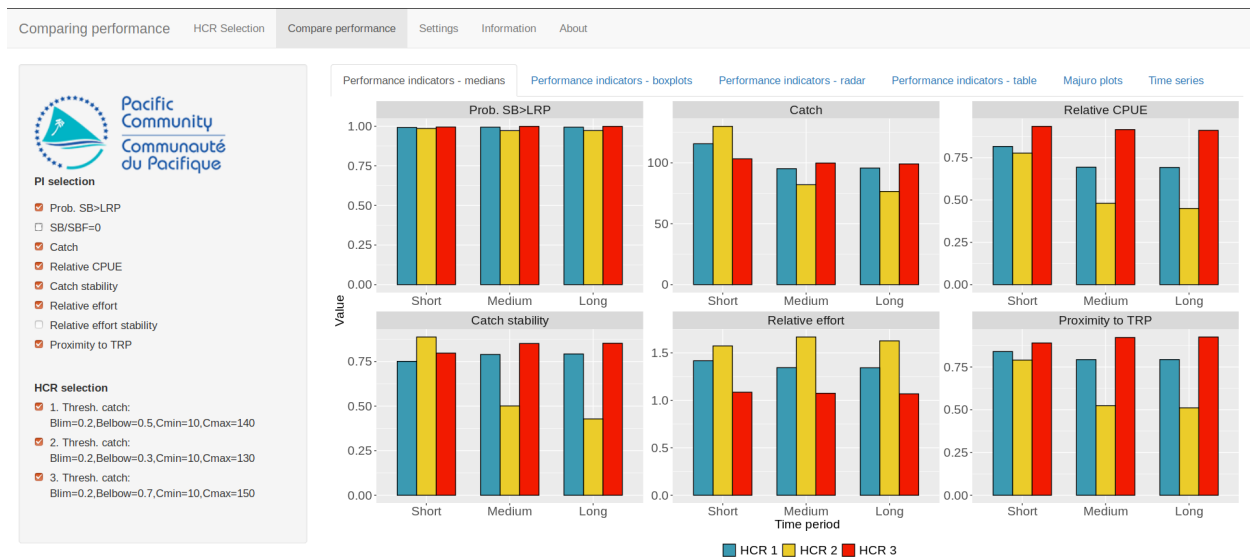 Comparing performance HCR Selection Compare performance Settings Information About
Pacific
Community
Communauté
du Pacifique
PI selection
Prob. SB>LRP
SB/SBF=0
Catch
Relative CPUE
Catch stability
Relative effort
Relative effort stability
Proximity to TRP
HCR selection
1. Thresh. catch:
Blim=0.2,Belbow=0.5,Cmin=10,Cmax=140
2. Thresh. catch:
Blim=0.2,Belbow=0.3,Cmin=10,Cmax=130
3. Thresh. catch:
Blim=0.2,Belbow=0.7,Cmin=10,Cmax=150
Performance indicators - medians Performance indicators - boxplots Performance indicators - radar Performance indicators - table Majuro plots Time series
Value
Prob. SB>LRP
1.00
0.75
0.50
0.25
0.00
Short Medium Long
Catch
100
50
0
Short Medium Long
Relative CPUE
0.75
0.50
0.25
0.00
Short Medium Long
Catch stability
0.75
0.50
0.25
0.00
Short Medium Long
Relative effort
1.5
1.0
0.5
0.0
Short Medium Long
Proximity to TRP
0.75
0.50
0.25
0.00
Short Medium Long
Time period
HCR 1 HCR 2 HCR 3